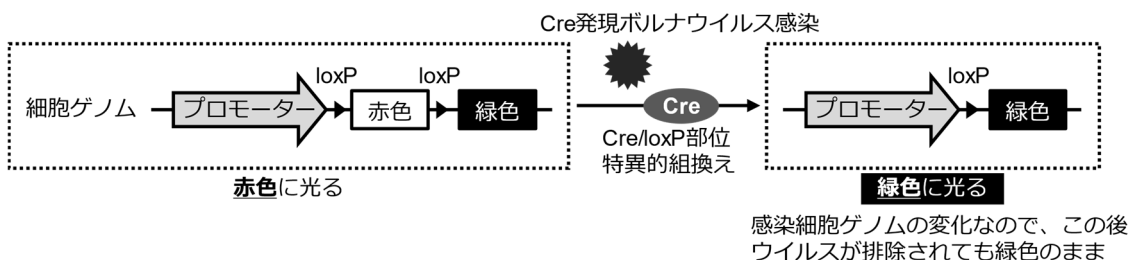 Cre発現ボルナウイルス感染
loxP loxP
細胞ゲノム プロモーター 赤色 緑色
Cre
Cre/loxP部位
特異的組換え
loxP
プロモーター 緑色
赤色に光る
緑色に光る
感染細胞ゲノムの変化なので、この後
ウイルスが排除されても緑色のまま